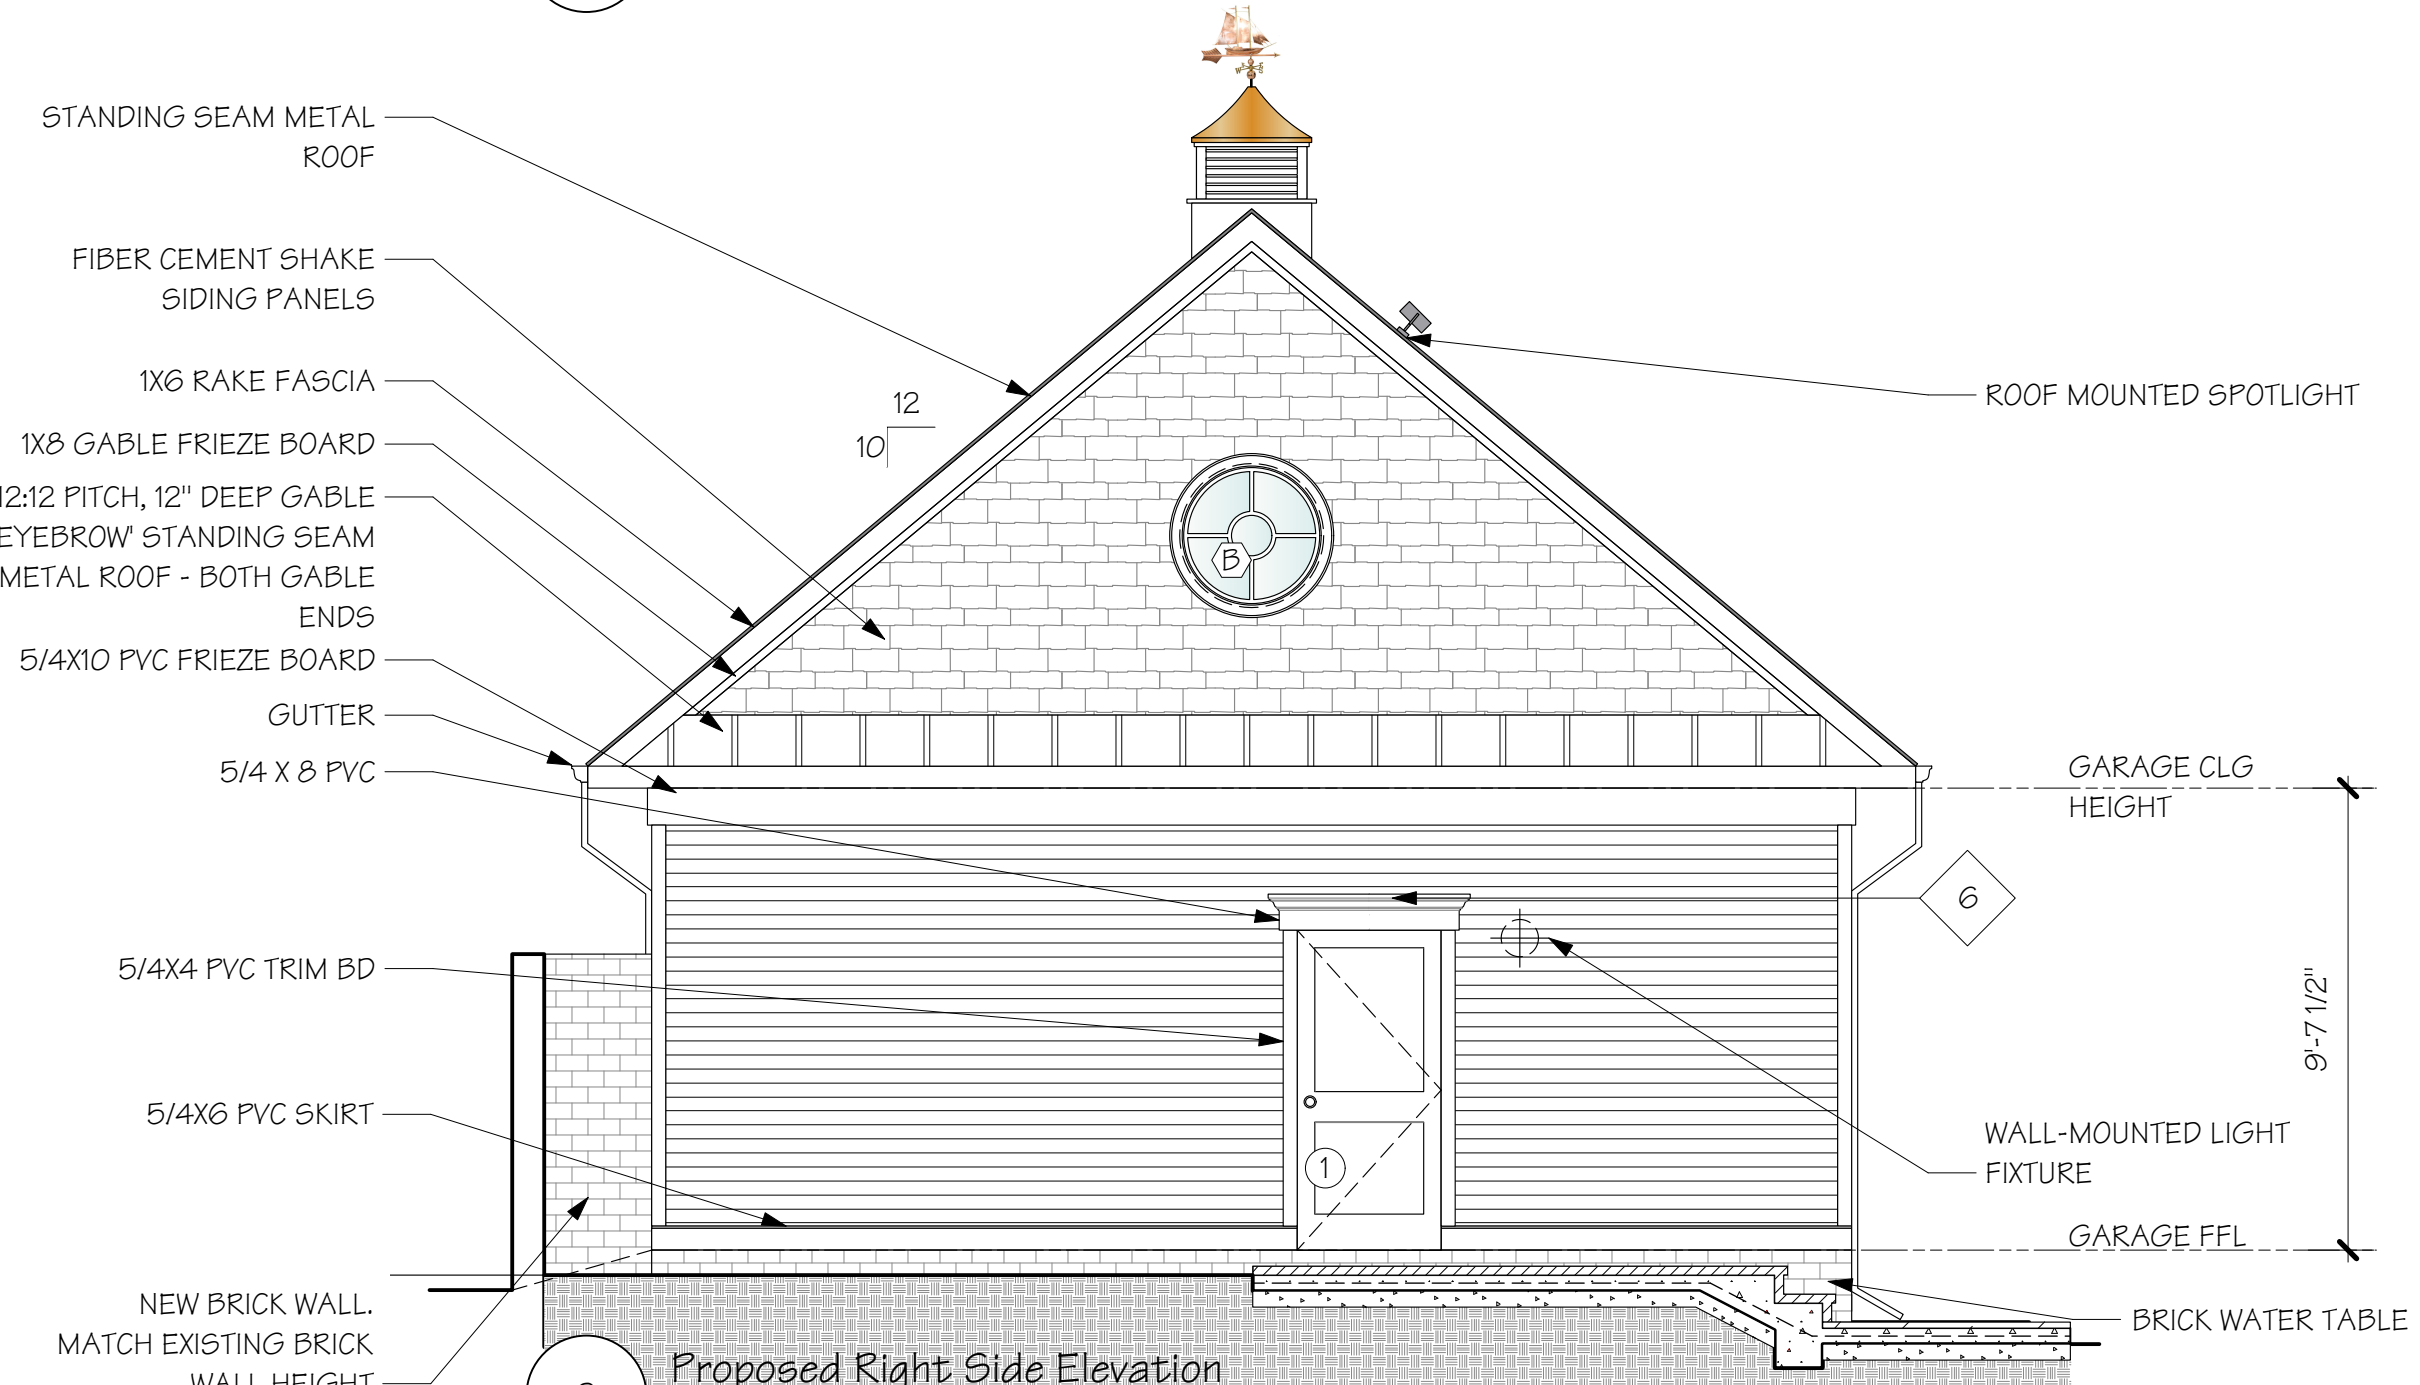 STANDING SEAM METAL
ROOF
FIBER CEMENT SHAKE
SIDING PANELS
1X6 RAKE FASCIA
1X8 GABLE FRIEZE BOARD
12:12 PITCH, 12" DEEP GABLE
EYEBROW' STANDING SEAM
METAL ROOF - BOTH GABLE
ENDS
5/4X10 PVC FRIEZE BOARD
GUTTER
5/4 X 8 PVC
5/4X4 PVC TRIM BD
5/4X6 PVC SKIRT
NEW BRICK WALL.
MATCH EXISTING BRICK
WALL HEIGHT
12
10
B
1
ROOF MOUNTED SPOTLIGHT
GARAGE CLG
HEIGHT
6
9'-7 1/2"
WALL-MOUNTED LIGHT
FIXTURE
GARAGE FFL
BRICK WATER TABLE
Proposed Right Side Elevation